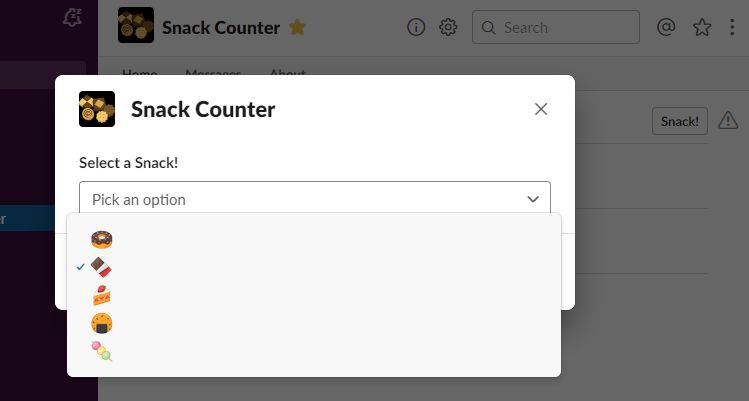 Snack Counter
Search
Home Messages About
Snack Counter
Snack!
Select a Snack!
Pick an option